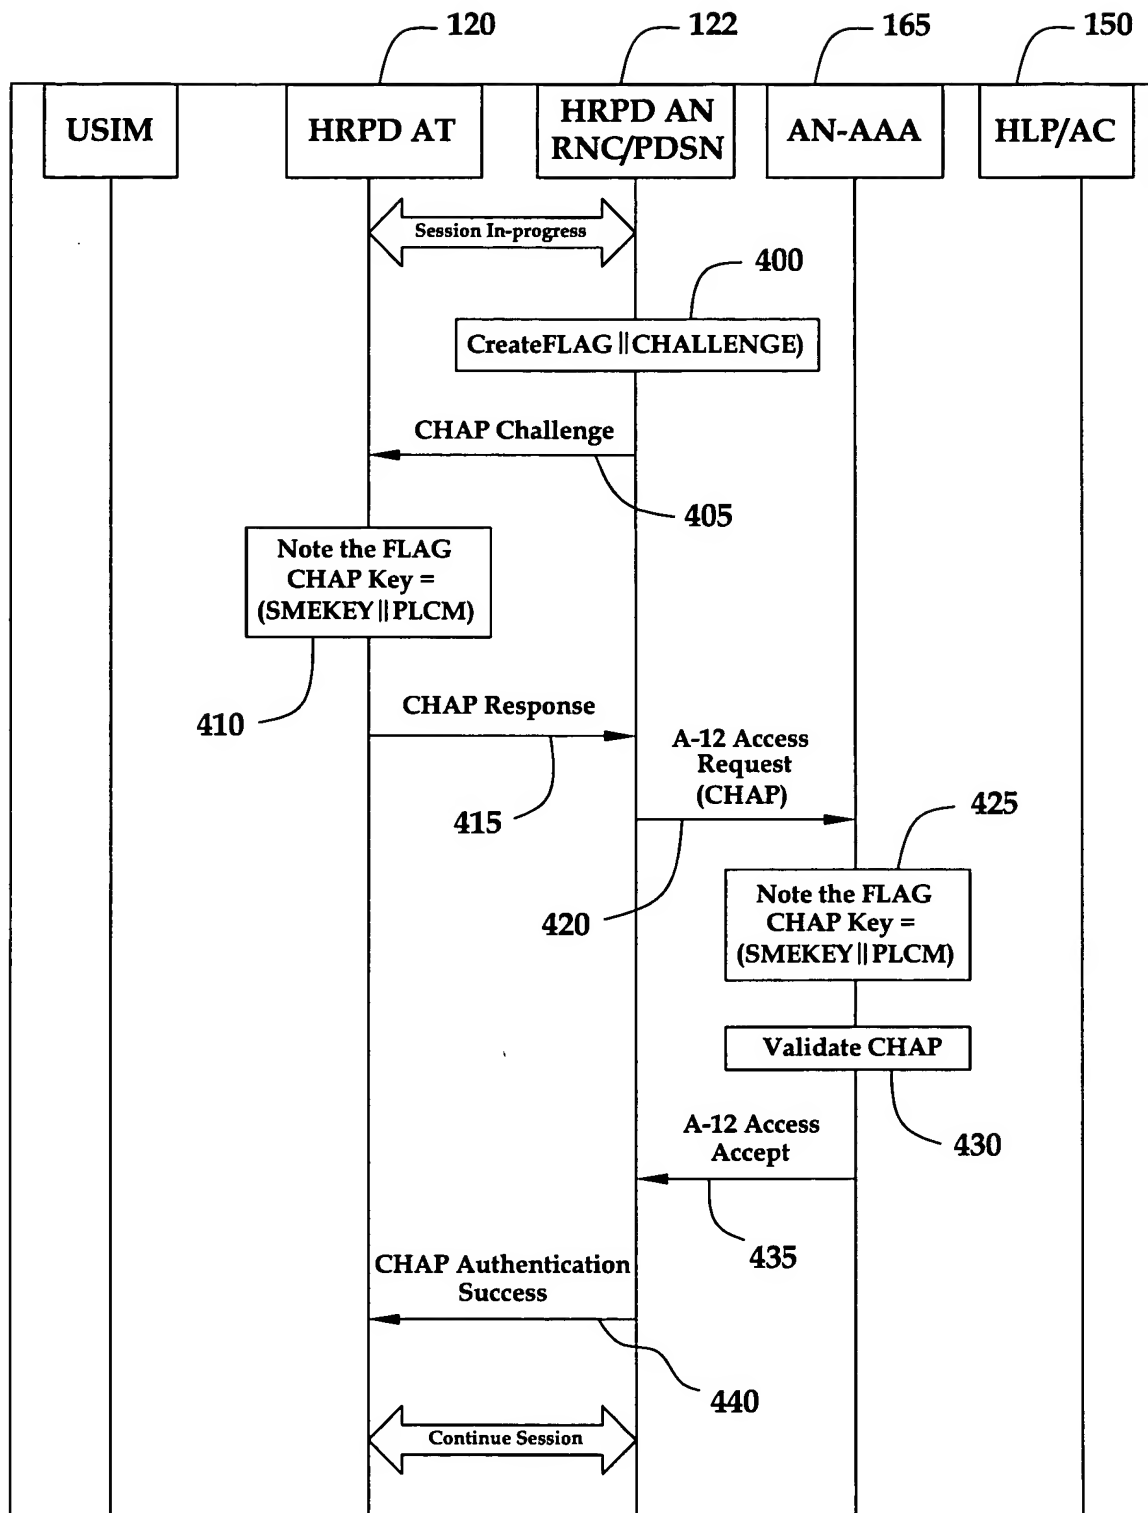 120
122
165
150
USIM
HRPD AT
HRPD AN
RNC/PDSN
AN-AAA
HLP/AC
Session In-progress
400
CreateFLAG||CHALLENGE)
CHAP Challenge
405
Note the FLAG
CHAP Key =
(SMEKEY||PLCM)
410
CHAP Response
415
A-12 Access
Request
(CHAP)
420
425
Note the FLAG
CHAP Key =
(SMEKEY||PLCM)
Validate CHAP
430
A-12 Access
Accept
435
CHAP Authentication
Success
440
Continue Session